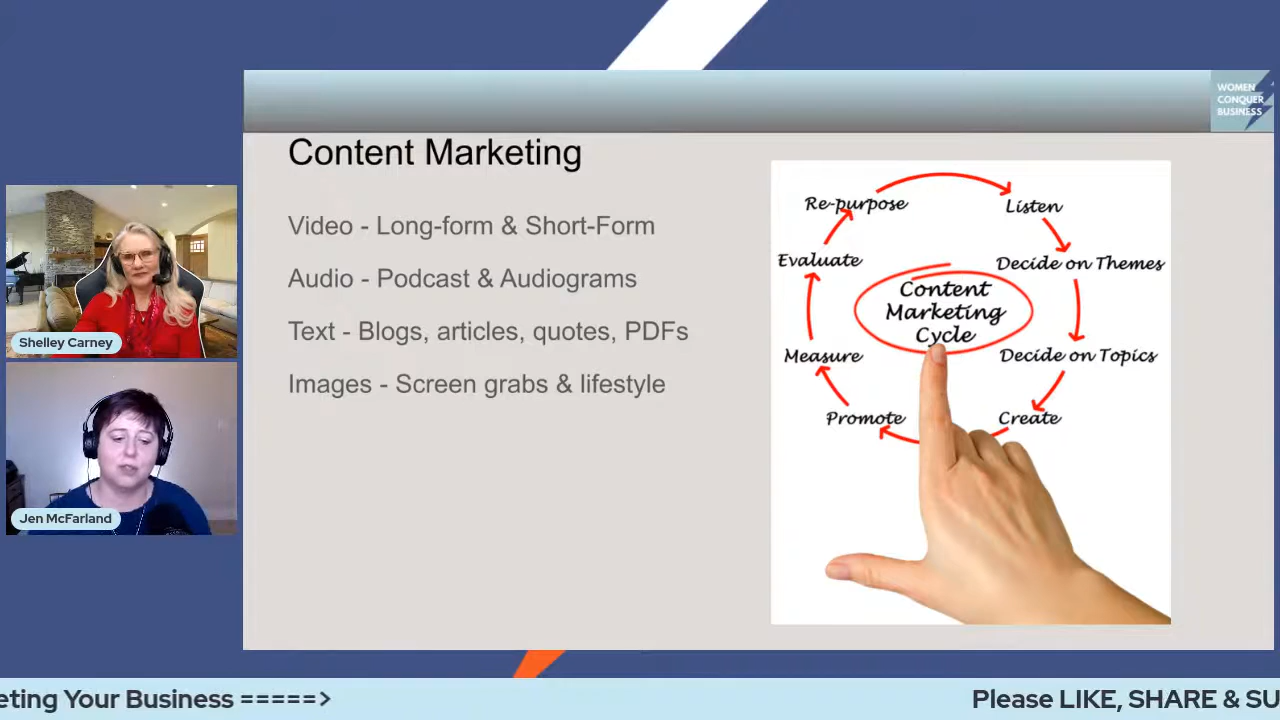 WOMEN
CONQUER
BUSINESS
Content Marketing
Video - Long-form & Short-Form
Audio - Podcast & Audiograms
Text - Blogs, articles, quotes, PDFs
Images - Screen grabs & lifestyle
Re-purpose
Listen
Evaluate
Decide on Themes
Content
Marketing
Cycle
Measure
Decide on Topics
Promote
Create
Shelley Carney
Jen McFarland
eting Your Business =====>
Please LIKE, SHARE & SU